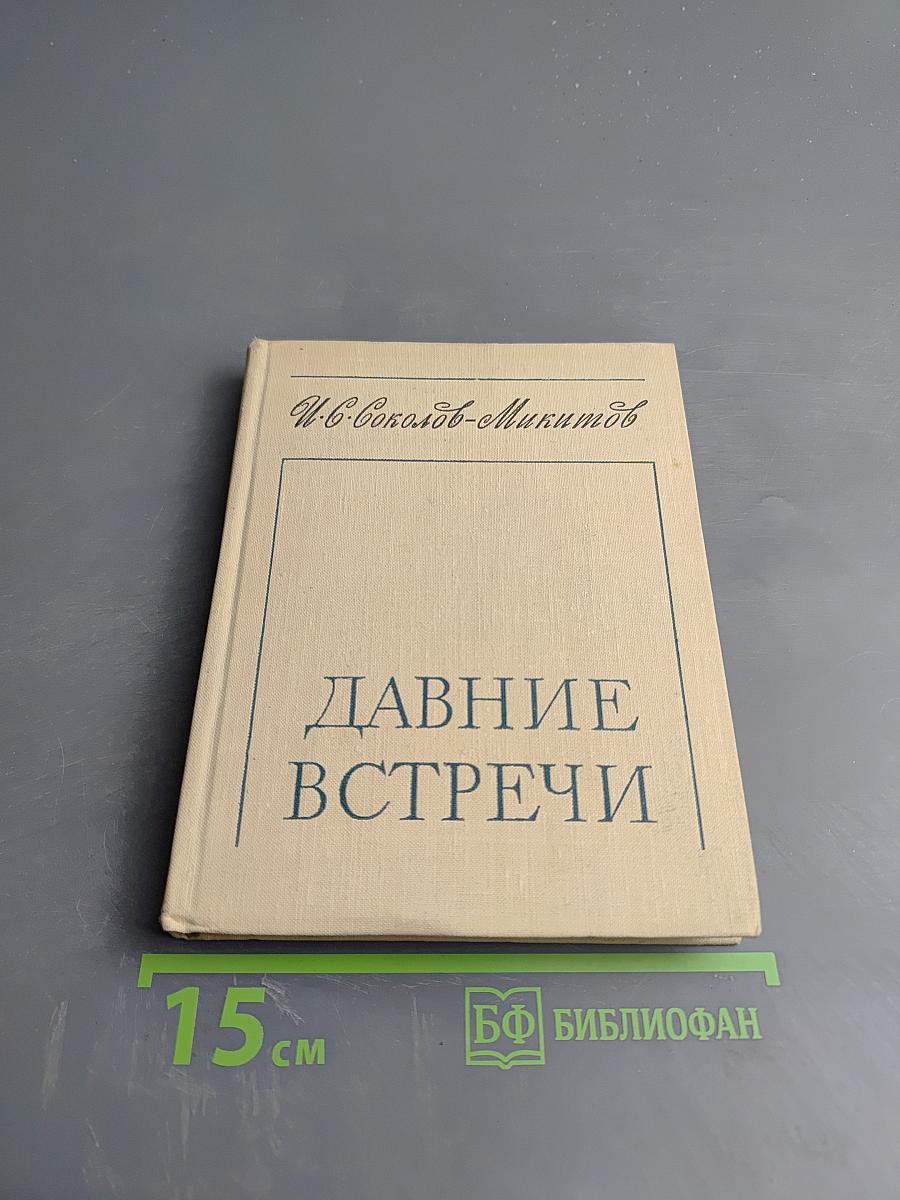 И·С·Соколов-Микитов
ДАВНИЕ
ВСТРЕЧИ
15 см
БФ БИБЛИОФАН